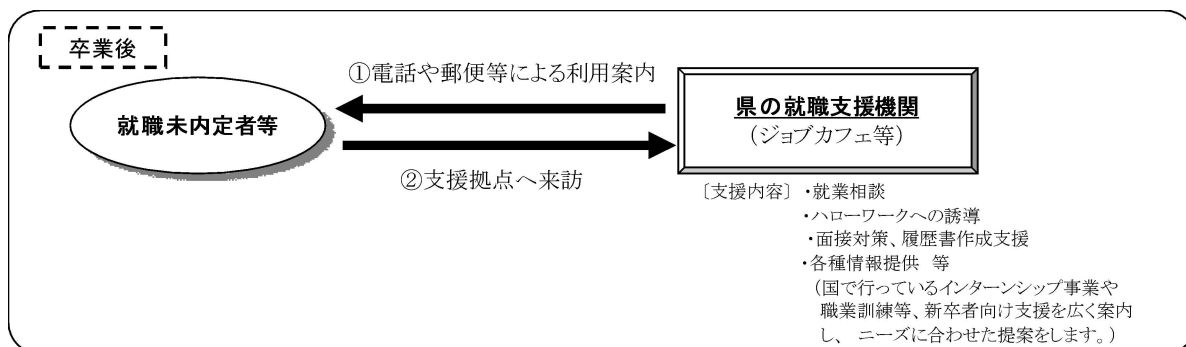 卒業後
①電話や郵便等による利用案内
就職未内定者等
県の就職支援機関
（ジョブカフェ等）
②支援拠点へ来訪
〔支援内容〕・就業相談
・ハローワークへの誘導
・面接対策、履歴書作成支援
・各種情報提供　等
（国で行っているインターンシップ事業や
職業訓練等、新卒者向け支援を広く案内
し、ニーズに合わせた提案をします。）